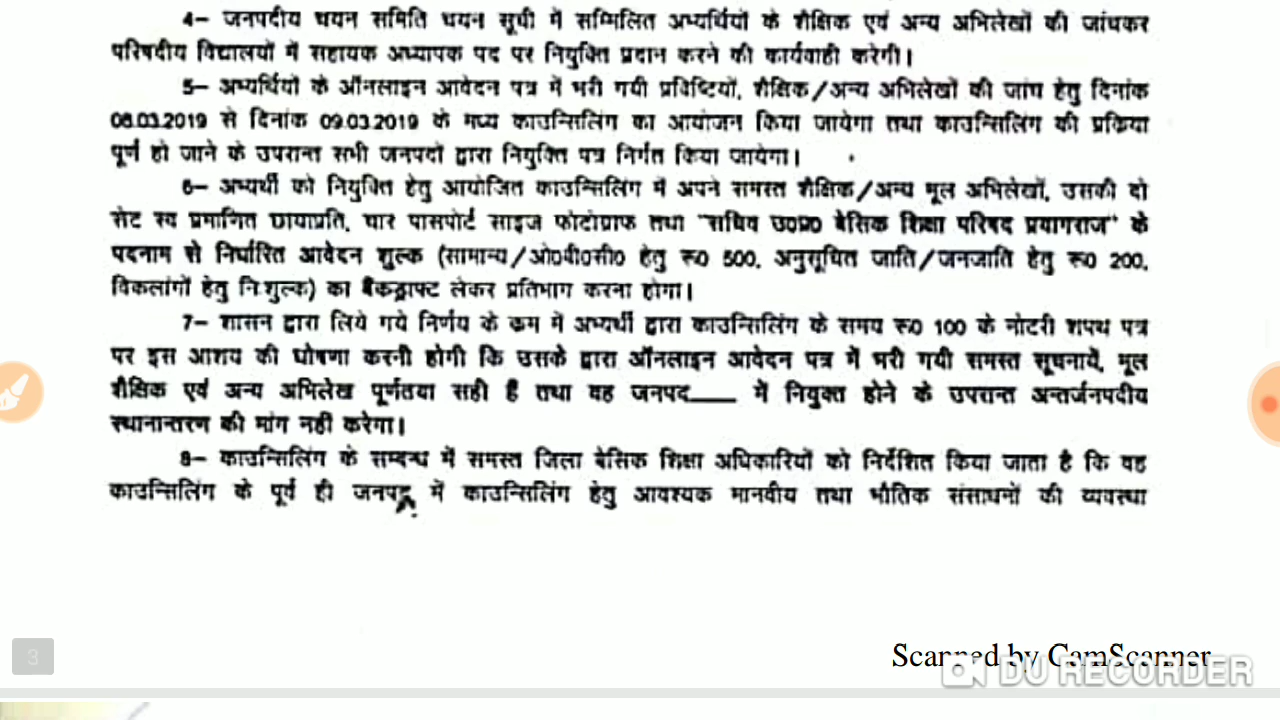 4- जनपदीय चयन समिति चयन सूची में सम्मिलित अभ्यर्थियों के शैक्षिक एवं अन्य अभिलेखों की जांचकर
परिषदीय विद्यालयों में सहायक अध्यापक पद पर नियुक्ति प्रदान करने की कार्यवाही करेगी।
5- अभ्यर्थियों के ऑनलाइन आवेदन पत्र में भरी गयी प्रविष्टियों, शैक्षिक/अन्य अभिलेखों की जांच हेतु दिनांक
08.03.2019 से दिनांक 09.03.2019 के मध्य काउन्सिलिंग का आयोजन किया जायेगा तथा काउन्सिलिंग की प्रक्रिया
पूर्ण हो जाने के उपरान्त सभी जनपदों द्वारा नियुक्ति पत्र निर्गत किया जायेगा।
6- अभ्यर्थी को नियुक्ति हेतु आयोजित काउन्सिलिंग में अपने समस्त शैक्षिक/अन्य मूल अभिलेखों, उसकी दो
सेट स्व प्रमाणित छायाप्रति, चार पासपोर्ट साइज फोटोग्राफ तथा "सचिव उ०प्र० बेसिक शिक्षा परिषद प्रयागराज" के
पदनाम से निर्धारित आवेदन शुल्क (सामान्य/ओ०बी०सी० हेतु रू० 500, अनुसूचित जाति/जनजाति हेतु रू० 200,
विकलांगों हेतु निःशुल्क) का बैंकड्राफ्ट लेकर प्रतिभाग करना होगा।
7- शासन द्वारा लिये गये निर्णय के क्रम में अभ्यर्थी द्वारा काउन्सिलिंग के समय रू० 100 के नोटरी शपथ पत्र
पर इस आशय की घोषणा करनी होगी कि उसके द्वारा ऑनलाइन आवेदन पत्र में भरी गयी समस्त सूचनायें, मूल
शैक्षिक एवं अन्य अभिलेख पूर्णतया सही हैं तथा वह जनपद____ में नियुक्त होने के उपरान्त अन्तर्जनपदीय
स्थानान्तरण की मांग नही करेगा।
8- काउन्सिलिंग के सम्बन्ध में समस्त जिला बेसिक शिक्षा अधिकारियों को निर्देशित किया जाता है कि वह
काउन्सिलिंग के पूर्व ही जनपद में काउन्सिलिंग हेतु आवश्यक मानवीय तथा भौतिक संसाधनों की व्यवस्था
3
Scanned by CamScanner
DU RECORDER